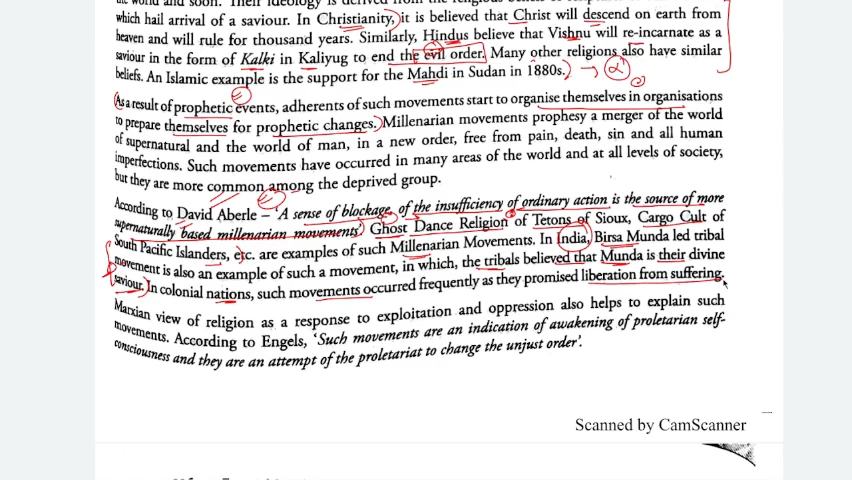 which hail arrival of a saviour. In Christianity, it is believed that Christ will descend on earth from
heaven and will rule for thousand years. Similarly, Hindus believe that Vishnu will re-incarnate as a
saviour in the form of Kalki in Kaliyug to end the evil order. Many other religions also have similar
beliefs. An Islamic example is the support for the Mahdi in Sudan in 1880s.
As a result of prophetic events, adherents of such movements start to organise themselves in organisations
to prepare themselves for prophetic changes. Millenarian movements prophesy a merger of the world
of supernatural and the world of man, in a new order, free from pain, death, sin and all human
imperfections. Such movements have occurred in many areas of the world and at all levels of society,
but they are more common among the deprived group.
According to David Aberle – 'A sense of blockage, of the insufficiency of ordinary action is the source of more
supernaturally based millenarian movements'. Ghost Dance Religion of Tetons of Sioux, Cargo Cult of
South Pacific Islanders, etc. are examples of such Millenarian Movements. In India, Birsa Munda led tribal
movement is also an example of such a movement, in which, the tribals believed that Munda is their divine
saviour. In colonial nations, such movements occurred frequently as they promised liberation from suffering.
Marxian view of religion as a response to exploitation and oppression also helps to explain such
movements. According to Engels, 'Such movements are an indication of awakening of proletarian self-
consciousness and they are an attempt of the proletariat to change the unjust order'.
Scanned by CamScanner